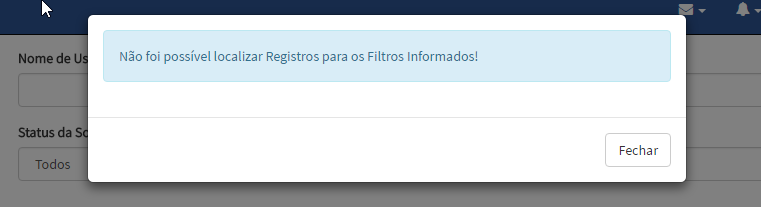 Não foi possível localizar Registros para os Filtros Informados!
Nome de Us
Status da So
Todos
Fechar